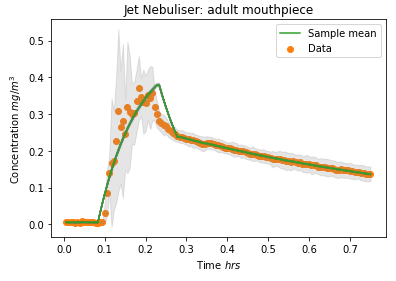 Jet Nebuliser: adult mouthpiece
Sample mean
Data
Concentration mg/m³
0.5
0.4
0.3
0.2
0.1
0.0
0.0 0.1 0.2 0.3 0.4 0.5 0.6 0.7
Time hrs